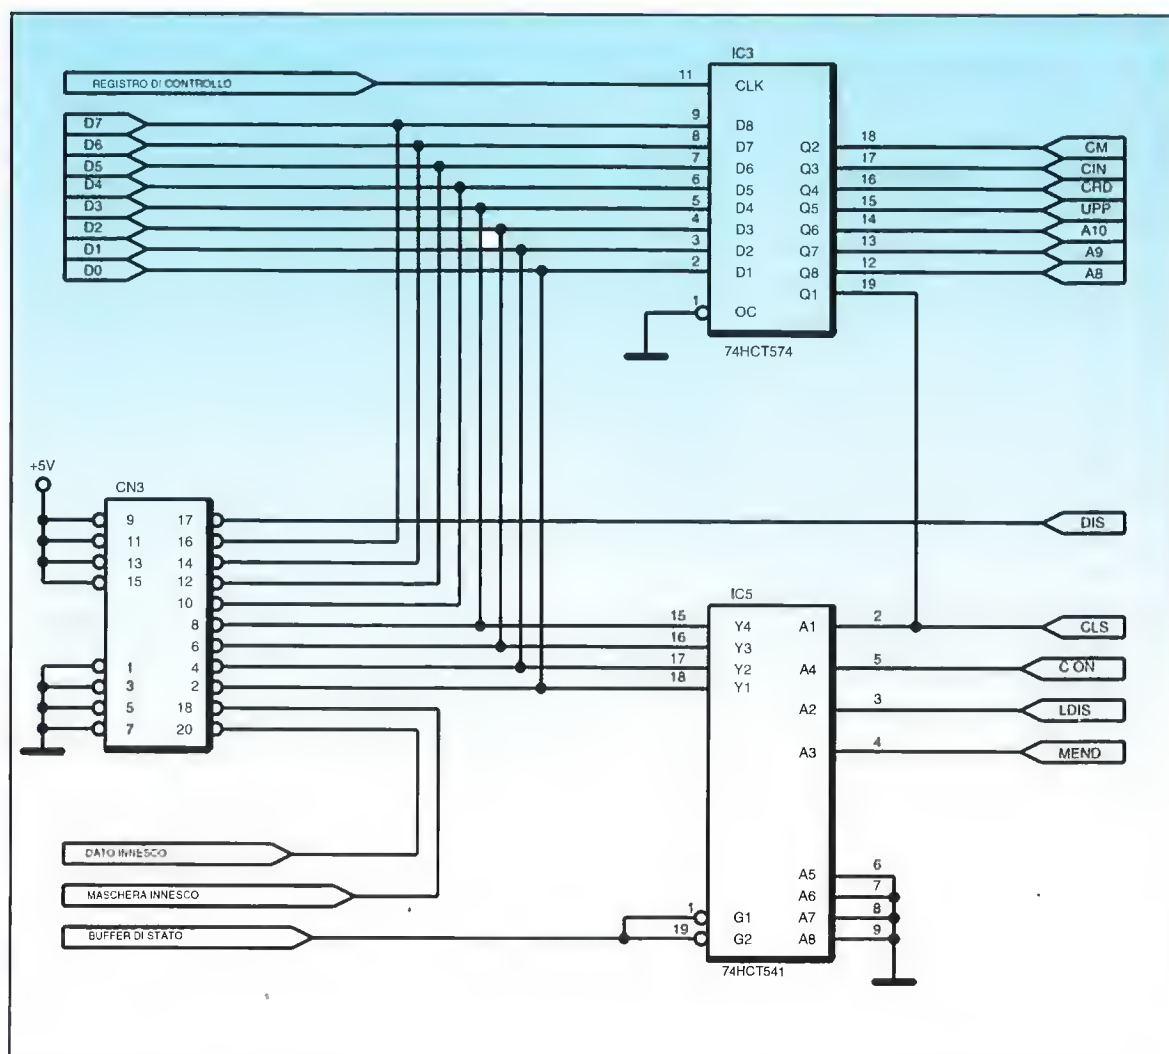 IC3
REGISTRO DI CONTROLLO
11 CLK
D7 9 D8
D6 8 D7 Q2 18 CM
D5 7 D6 Q3 17 CIN
D4 6 D5 Q4 16 CRD
D3 5 D4 Q5 15 UPP
D2 4 D3 Q6 14 A10
D1 3 D2 Q7 13 A9
D0 2 D1 Q8 12 A8
Q1 19
1 OC
74HCT574
+5V
CN3
9 17 DIS
11 16
13 14
15 12
10
IC5
8 15 Y4 A1 2 CLS
6 16 Y3
1 4 17 Y2 A4 5 C ON
3 2 18 Y1
5 18 A2 3 LDIS
7 20
A3 4 MEND
DATO INNESCO
A5 6
MASCHERA INNESCO
A6 7
1 G1 A7 8
BUFFER DI STATO
19 G2 A8 9
74HCT541